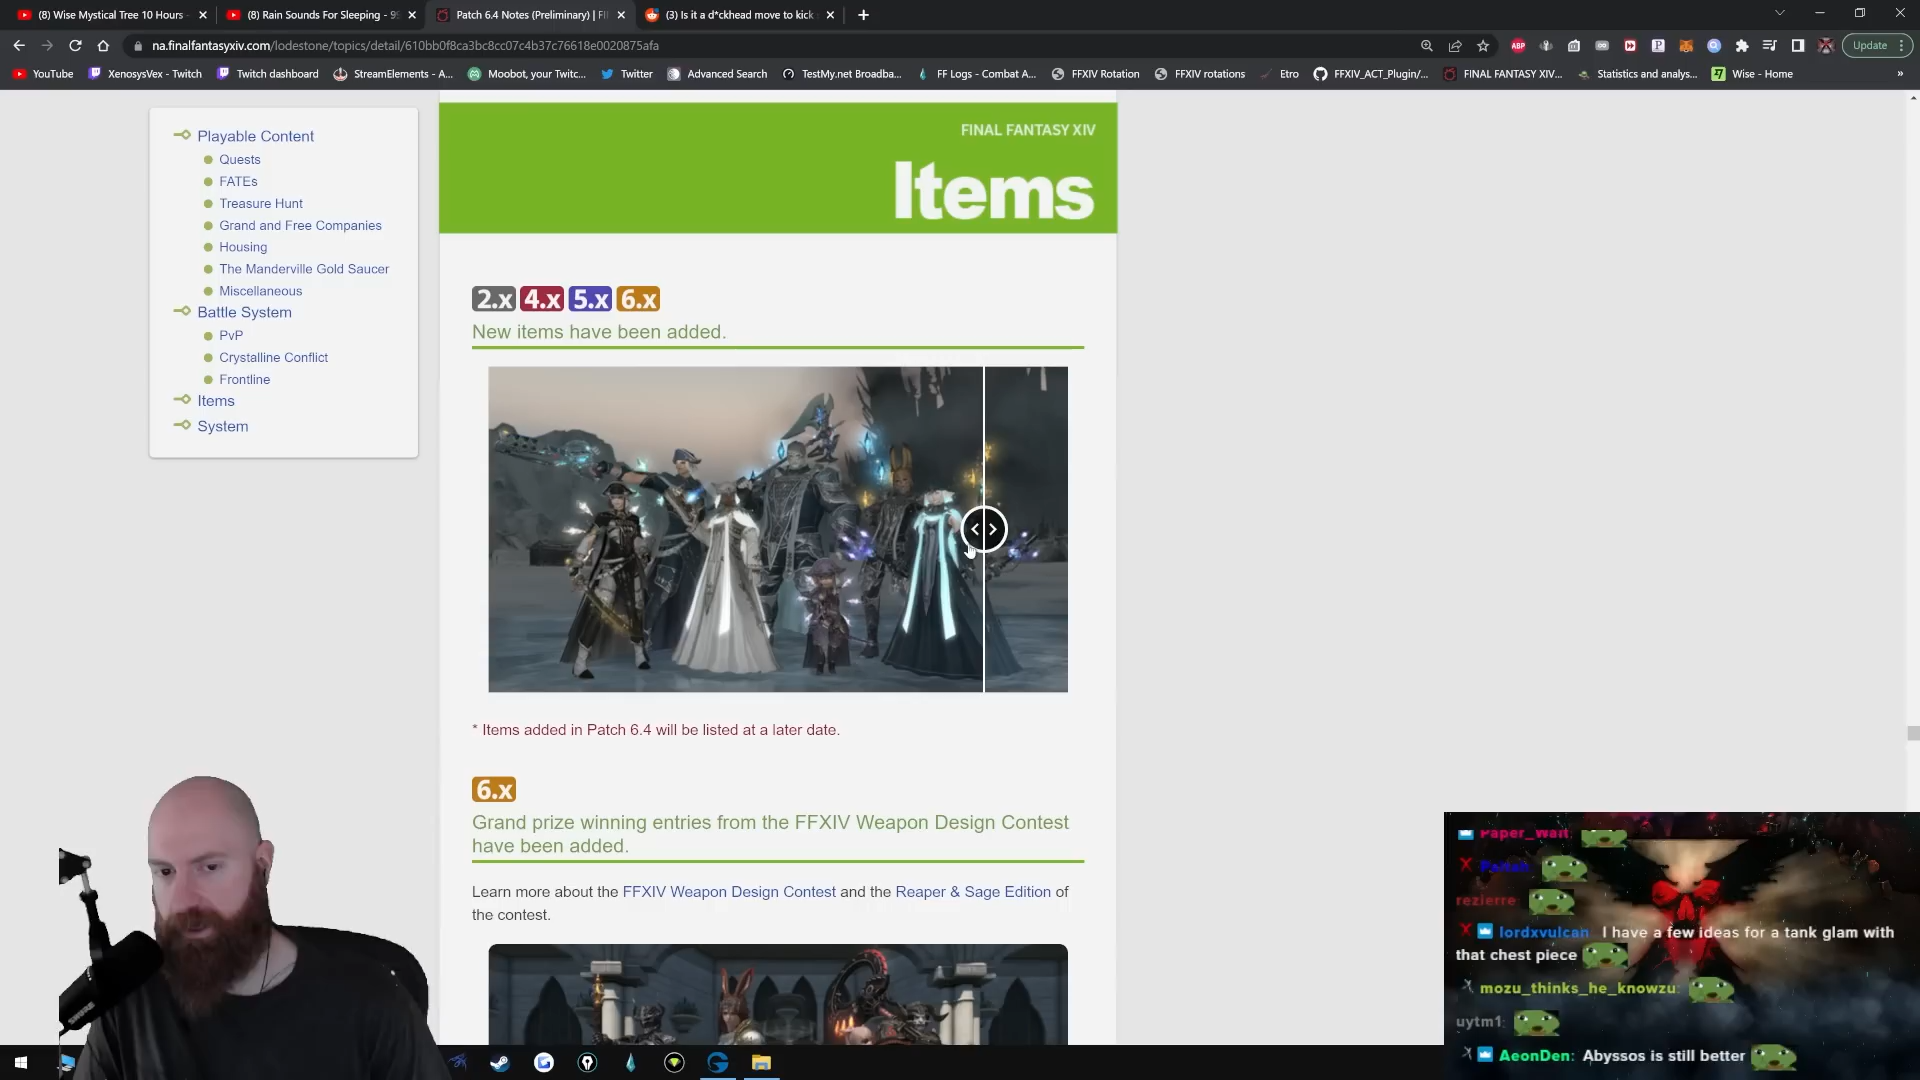 (8) Wise Mystical Tree 10 Hours -
(8) Rain Sounds For Sleeping - 99
Patch 6.4 Notes (Preliminary) | FI
(3) Is it a d*ckhead move to kick
na.finalfantasyxiv.com/lodestone/topics/detail/610bb0f8ca3bc8cc07c4b37c76618e0020875afa
ABP
Update
YouTube
XenosysVex - Twitch
Twitch dashboard
StreamElements - A...
Moobot, your Twitc...
Twitter
Advanced Search
TestMy.net Broadba...
FF Logs - Combat A...
FFXIV Rotation
FFXIV rotations
Etro
FFXIV_ACT_Plugin/...
FINAL FANTASY XIV...
Statistics and analys...
Wise - Home
»
Playable Content
Quests
FATEs
Treasure Hunt
Grand and Free Companies
Housing
The Manderville Gold Saucer
Miscellaneous
Battle System
PvP
Crystalline Conflict
Frontline
Items
System
FINAL FANTASY XIV
Items
2.x 4.x 5.x 6.x
New items have been added.
* Items added in Patch 6.4 will be listed at a later date.
6.x
Grand prize winning entries from the FFXIV Weapon Design Contest
have been added.
Learn more about the FFXIV Weapon Design Contest and the Reaper & Sage Edition of
the contest.
Paper_Wait:
rezierre:
lordxvulcan I have a few ideas for a tank glam with
that chest piece
mozu_thinks_he_knowzu:
uytm1:
AeonDen: Abyssos is still better